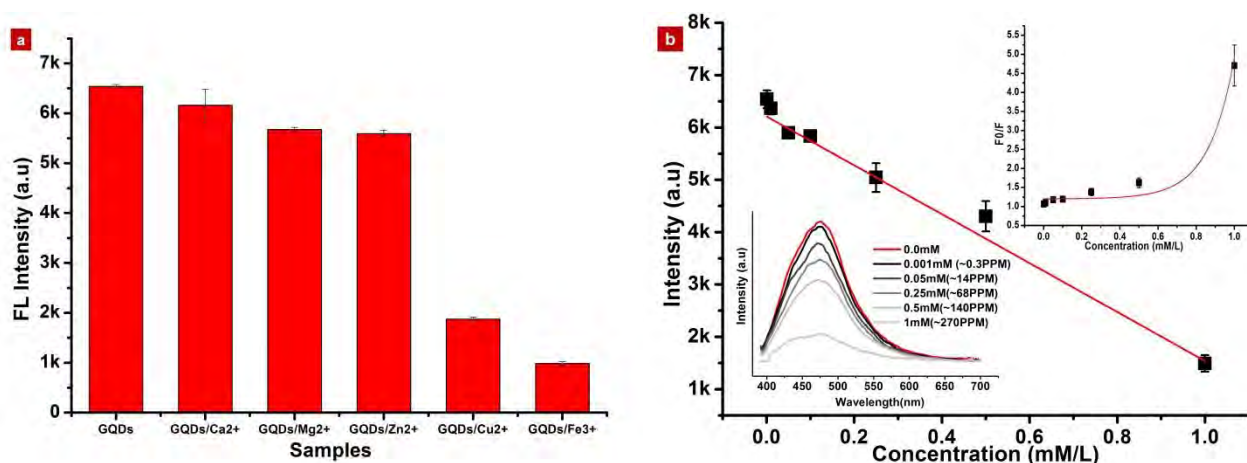 a
FL Intensity (a.u)
7k
6k
5k
4k
3k
2k
1k
0
GQDs
GQDs/Ca2+
GQDs/Mg2+
GQDs/Zn2+
GQDs/Cu2+
GQDs/Fe3+
Samples
b
Intensity (a.u)
8k
7k
6k
5k
4k
3k
2k
1k
0.0
0.2
0.4
0.6
0.8
1.0
Concentration (mM/L)
F0/F
5.5
5.0
4.5
4.0
3.5
3.0
2.5
2.0
1.5
1.0
0.5
0.0
0.2
0.4
0.6
0.8
1.0
Concentration (mM/L)
Intensity (a.u)
0.0mM
0.001mM (~0.3PPM)
0.05mM(~14PPM)
0.25mM(~68PPM)
0.5mM(~140PPM)
1mM(~270PPM)
400
450
500
550
600
650
700
Wavelength(nm)